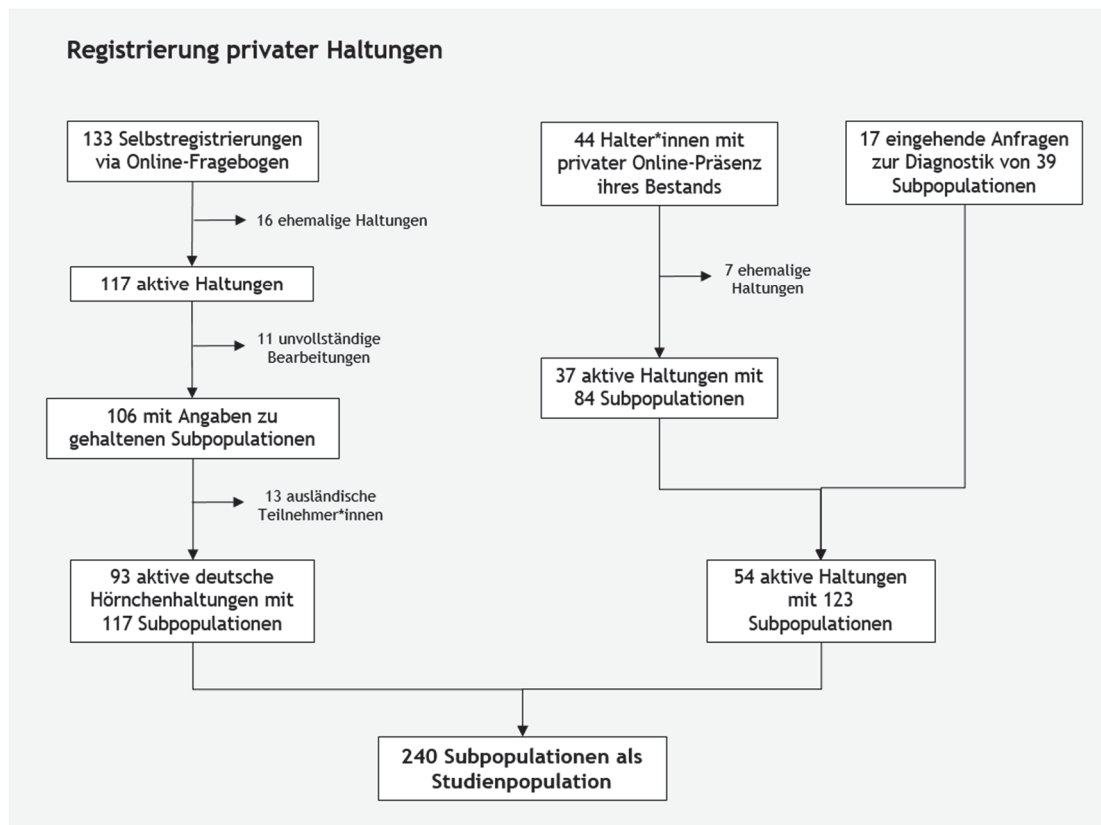 Registrierung privater Haltungen
133 Selbstregistrierungen
via Online-Fragebogen
16 ehemalige Haltungen
117 aktive Haltungen
11 unvollständige
Bearbeitungen
106 mit Angaben zu
gehaltenen Subpopulationen
13 ausländische
Teilnehmer*innen
93 aktive deutsche
Hörnchenhaltungen mit
117 Subpopulationen
44 Halter*innen mit
privater Online-Präsenz
ihres Bestands
7 ehemalige
Haltungen
37 aktive Haltungen mit
84 Subpopulationen
17 eingehende Anfragen
zur Diagnostik von 39
Subpopulationen
54 aktive Haltungen
mit 123
Subpopulationen
240 Subpopulationen als
Studienpopulation